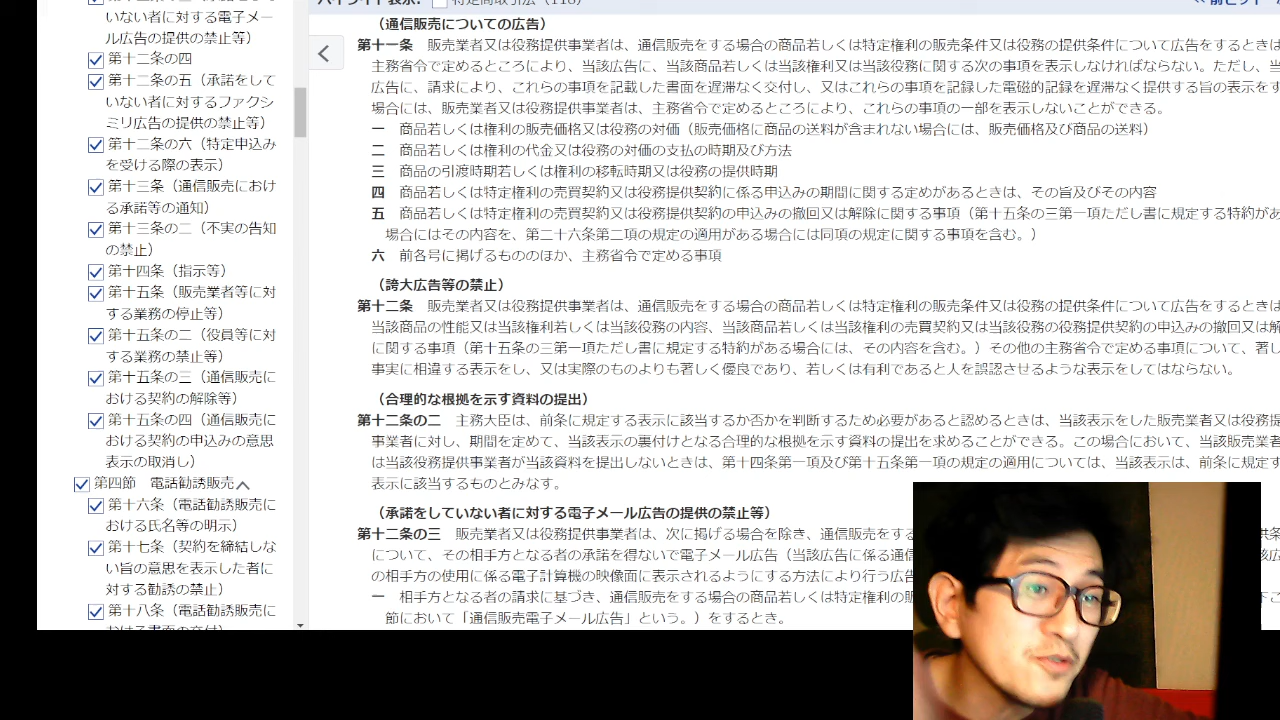 いない者に対する電子メー
ル広告の提供の禁止等）
第十二条の四
第十二条の五（承諾をして
いない者に対するファクシ
ミリ広告の提供の禁止等）
第十二条の六（特定申込み
を受ける際の表示）
第十三条（通信販売におけ
る承諾等の通知）
第十三条の二（不実の告知
の禁止）
第十四条（指示等）
第十五条（販売業者等に対
する業務の停止等）
第十五条の二（役員等に対
する業務の禁止等）
第十五条の三（通信販売に
おける契約の解除等）
第十五条の四（通信販売に
おける契約の申込みの意思
表示の取消し）
第四節　電話勧誘販売
第十六条（電話勧誘販売に
おける氏名等の明示）
第十七条（契約を締結しな
い旨の意思を表示した者に
対する勧誘の禁止）
第十八条（電話勧誘販売に
（通信販売についての広告）
第十一条　販売業者又は役務提供事業者は、通信販売をする場合の商品若しくは特定権利の販売条件又は役務の提供条件について広告をするときは
主務省令で定めるところにより、当該広告に、当該商品若しくは当該権利又は当該役務に関する次の事項を表示しなければならない。ただし、当
広告に、請求により、これらの事項を記載した書面を遅滞なく交付し、又はこれらの事項を記録した電磁的記録を遅滞なく提供する旨の表示をす
場合には、販売業者又は役務提供事業者は、主務省令で定めるところにより、これらの事項の一部を表示しないことができる。
一　商品若しくは権利の販売価格又は役務の対価（販売価格に商品の送料が含まれない場合には、販売価格及び商品の送料）
二　商品若しくは権利の代金又は役務の対価の支払の時期及び方法
三　商品の引渡時期若しくは権利の移転時期又は役務の提供時期
四　商品若しくは特定権利の売買契約又は役務提供契約に係る申込みの期間に関する定めがあるときは、その旨及びその内容
五　商品若しくは特定権利の売買契約又は役務提供契約の申込みの撤回又は解除に関する事項（第十五条の三第一項ただし書に規定する特約があ
場合にはその内容を、第二十六条第二項の規定の適用がある場合には同項の規定に関する事項を含む。）
六　前各号に掲げるもののほか、主務省令で定める事項
（誇大広告等の禁止）
第十二条　販売業者又は役務提供事業者は、通信販売をする場合の商品若しくは特定権利の販売条件又は役務の提供条件について広告をするときは
当該商品の性能又は当該権利若しくは当該役務の内容、当該商品若しくは当該権利の売買契約又は当該役務の役務提供契約の申込みの撤回又は解
に関する事項（第十五条の三第一項ただし書に規定する特約がある場合には、その内容を含む。）その他の主務省令で定める事項について、著し
事実に相違する表示をし、又は実際のものよりも著しく優良であり、若しくは有利であると人を誤認させるような表示をしてはならない。
（合理的な根拠を示す資料の提出）
第十二条の二　主務大臣は、前条に規定する表示に該当するか否かを判断するため必要があると認めるときは、当該表示をした販売業者又は役務提
事業者に対し、期間を定めて、当該表示の裏付けとなる合理的な根拠を示す資料の提出を求めることができる。この場合において、当該販売業者
は当該役務提供事業者が当該資料を提出しないときは、第十四条第一項及び第十五条第一項の規定の適用については、当該表示は、前条に規定す
表示に該当するものとみなす。
（承諾をしていない者に対する電子メール広告の提供の禁止等）
第十二条の三　販売業者又は役務提供事業者は、次に掲げる場合を除き、通信販売をする
について、その相手方となる者の承諾を得ないで電子メール広告（当該広告に係る通信
の相手方の使用に係る電子計算機の映像面に表示されるようにする方法により行う広告
一　相手方となる者の請求に基づき、通信販売をする場合の商品若しくは特定権利の販
節において「通信販売電子メール広告」という。）をするとき。